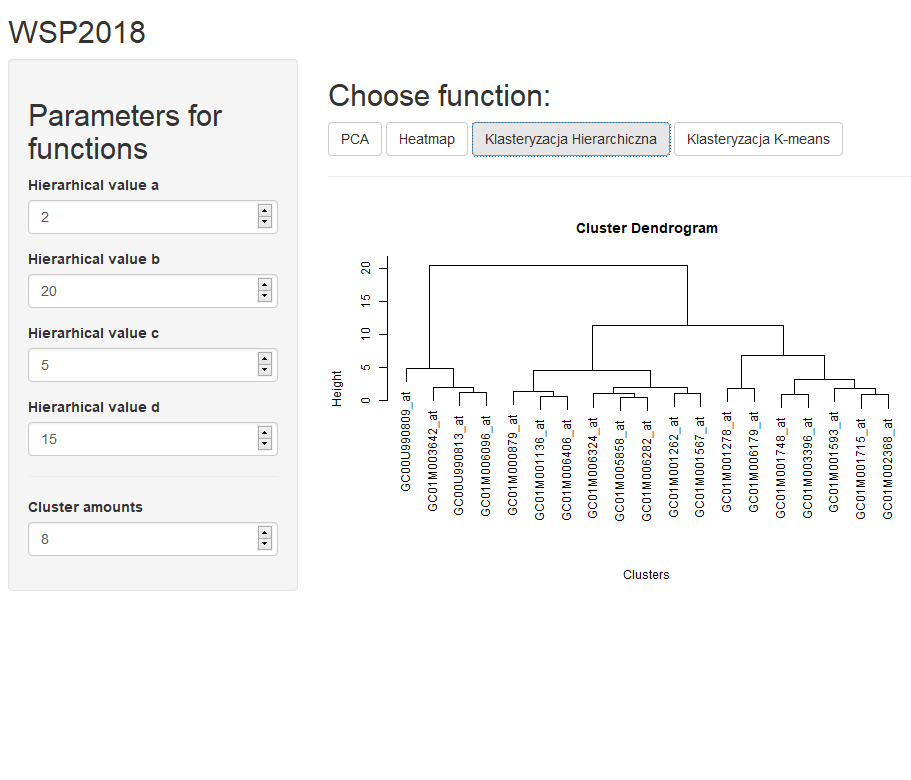 WSP2018
Parameters for
functions
Hierarhical value a
2
Hierarhical value b
20
Hierarhical value c
5
Hierarhical value d
15
Cluster amounts
8
Choose function:
PCA
Heatmap
Klasteryzacja Hierarchiczna
Klasteryzacja K-means
Cluster Dendrogram
Height
20
15
10
5
0
GC00U990809_at
GC01M003642_at
GC00U990813_at
GC01M006096_at
GC01M000879_at
GC01M001136_at
GC01M006406_at
GC01M006324_at
GC01M005858_at
GC01M006282_at
GC01M001262_at
GC01M001567_at
GC01M001278_at
GC01M006179_at
GC01M001748_at
GC01M003396_at
GC01M001593_at
GC01M001715_at
GC01M002368_at
Clusters